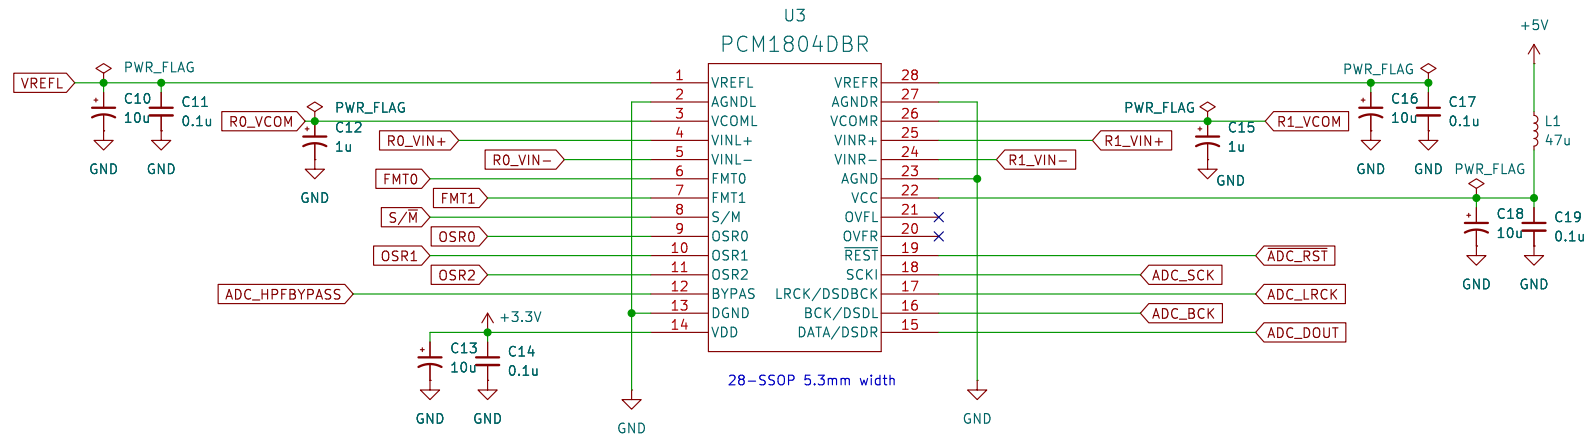 U3
PCM1804DBR
+5V
VREFL
PWR_FLAG
1
VREFL
VREFR
28
PWR_FLAG
C10
10u
C11
0.1u
2
AGNDL
AGNDR
27
C16
10u
C17
0.1u
PWR_FLAG
PWR_FLAG
R0_VCOM
C12
1u
3
VCOML
VCOMR
26
C15
1u
R1_VCOM
L1
47u
R0_VIN+
4
VINL+
VINR+
25
R1_VIN+
R0_VIN-
5
VINL-
VINR-
24
R1_VIN-
GND
GND
GND
GND
GND
GND
GND
PWR_FLAG
FMT0
6
FMT0
AGND
23
FMT1
7
FMT1
VCC
22
S/M
8
S/M
OVFL
21
C18
10u
C19
0.1u
OSR0
9
OSR0
OVFR
20
OSR1
10
OSR1
REST
19
ADC_RST
OSR2
11
OSR2
SCKI
18
ADC_SCK
GND
GND
ADC_HPFBYPASS
12
BYPAS
LRCK/DSDBCK
17
ADC_LRCK
13
DGND
BCK/DSDL
16
ADC_BCK
+3.3V
14
VDD
DATA/DSDR
15
ADC_DOUT
C13
10u
C14
0.1u
28-SSOP 5.3mm width
GND
GND
GND
GND